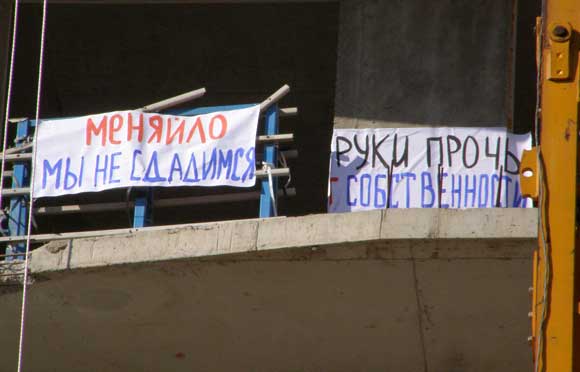 МЕНЯЙЛО
МЫ НЕ СДАДИМСЯ
РУКИ ПРОЧЬ
Т СОБСТВЕННОСТИ